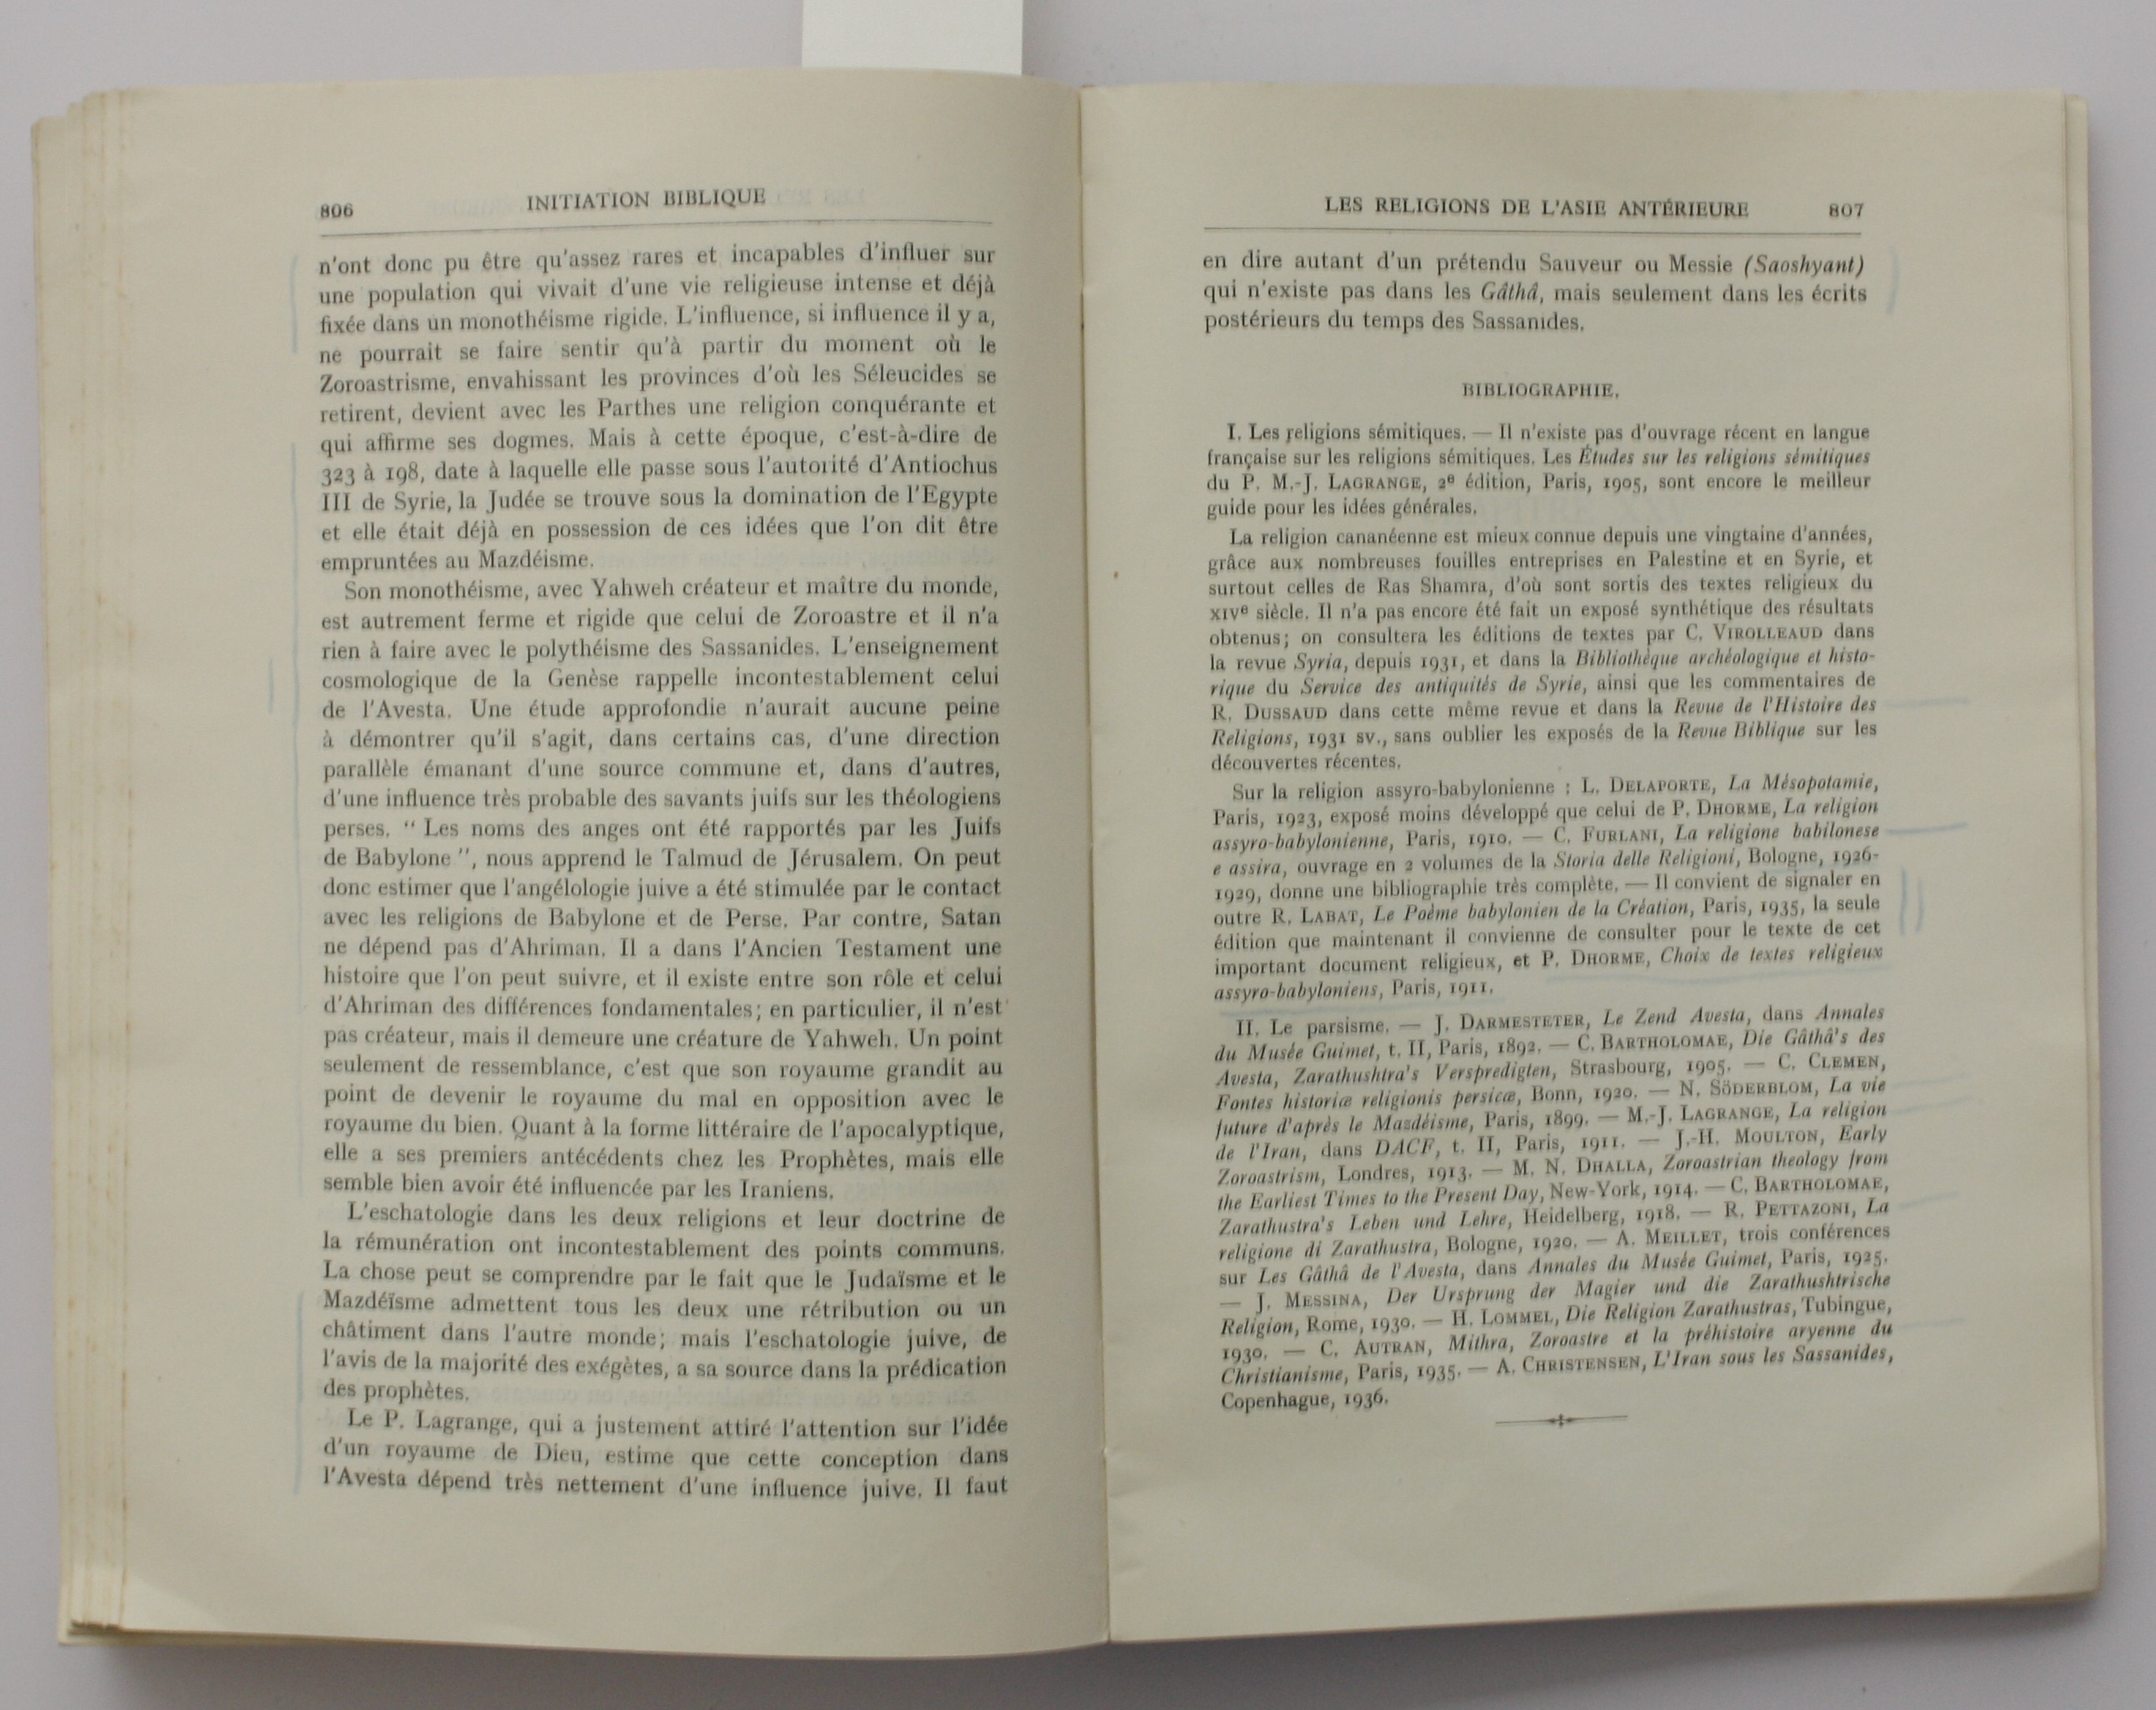 806
INITIATION BIBLIQUE
n'ont donc pu être qu'assez rares et incapables d'influer sur
une population qui vivait d'une vie religieuse intense et déjà
fixée dans un monothéisme rigide. L'influence, si influence il y a,
ne pourrait se faire sentir qu'à partir du moment où le
Zoroastrisme, envahissant les provinces d'où les Séleucides se
retirent, devient avec les Parthes une religion conquérante et
qui affirme ses dogmes. Mais à cette époque, c'est-à-dire de
323 à 198, date à laquelle elle passe sous l'autorité d'Antiochus
III de Syrie, la Judée se trouve sous la domination de l'Egypte
et elle était déjà en possession de ces idées que l'on dit être
empruntées au Mazdéisme.
Son monothéisme, avec Yahweh créateur et maître du monde,
est autrement ferme et rigide que celui de Zoroastre et il n'a
rien à faire avec le polythéisme des Sassanides. L'enseignement
cosmologique de la Genèse rappelle incontestablement celui
de l'Avesta. Une étude approfondie n'aurait aucune peine
à démontrer qu'il s'agit, dans certains cas, d'une direction
parallèle émanant d'une source commune et, dans d'autres,
d'une influence très probable des savants juifs sur les théologiens
perses. “ Les noms des anges ont été rapportés par les Juifs
de Babylone ”, nous apprend le Talmud de Jérusalem. On peut
donc estimer que l'angélologie juive a été stimulée par le contact
avec les religions de Babylone et de Perse. Par contre, Satan
ne dépend pas d'Ahriman. Il a dans l'Ancien Testament une
histoire que l'on peut suivre, et il existe entre son rôle et celui
d'Ahriman des différences fondamentales; en particulier, il n'est
pas créateur, mais il demeure une créature de Yahweh. Un point
seulement de ressemblance, c'est que son royaume grandit au
point de devenir le royaume du mal en opposition avec le
royaume du bien. Quant à la forme littéraire de l'apocalyptique,
elle a ses premiers antécédents chez les Prophètes, mais elle
semble bien avoir été influencée par les Iraniens.
L'eschatologie dans les deux religions et leur doctrine de
la rémunération ont incontestablement des points communs.
La chose peut se comprendre par le fait que le Judaïsme et le
Mazdéïsme admettent tous les deux une rétribution ou un
châtiment dans l'autre monde; mais l'eschatologie juive, de
l'avis de la majorité des exégètes, a sa source dans la prédication
des prophètes.
Le P. Lagrange, qui a justement attiré l'attention sur l'idée
d'un royaume de Dieu, estime que cette conception dans
l'Avesta dépend très nettement d'une influence juive. Il faut
LES RELIGIONS DE L'ASIE ANTÉRIEURE
807
en dire autant d'un prétendu Sauveur ou Messie (Saoshyant)
qui n'existe pas dans les Gâthâ, mais seulement dans les écrits
postérieurs du temps des Sassanides.
BIBLIOGRAPHIE.
I. Les religions sémitiques. — Il n'existe pas d'ouvrage récent en langue
française sur les religions sémitiques. Les Études sur les religions sémitiques
du P. M.-J. LAGRANGE, 2e édition, Paris, 1905, sont encore le meilleur
guide pour les idées générales.
La religion cananéenne est mieux connue depuis une vingtaine d'années,
grâce aux nombreuses fouilles entreprises en Palestine et en Syrie, et
surtout celles de Ras Shamra, d'où sont sortis des textes religieux du
XIVe siècle. Il n'a pas encore été fait un exposé synthétique des résultats
obtenus; on consultera les éditions de textes par C. VIROLLEAUD dans
la revue Syria, depuis 1931, et dans la Bibliothèque archéologique et histo-
rique du Service des antiquités de Syrie, ainsi que les commentaires de
R. DUSSAUD dans cette même revue et dans la Revue de l'Histoire des
Religions, 1931 sv., sans oublier les exposés de la Revue Biblique sur les
découvertes récentes.
Sur la religion assyro-babylonienne : L. DELAPORTE, La Mésopotamie,
Paris, 1923, exposé moins développé que celui de P. DHORME, La religion
assyro-babylonienne, Paris, 1910. — C. FURLANI, La religione babilonese
e assira, ouvrage en 2 volumes de la Storia delle Religioni, Bologne, 1926-
1929, donne une bibliographie très complète. — Il convient de signaler en
outre R. LABAT, Le Poème babylonien de la Création, Paris, 1935, la seule
édition que maintenant il convienne de consulter pour le texte de cet
important document religieux, et P. DHORME, Choix de textes religieux
assyro-babyloniens, Paris, 1911.
II. Le parsisme. — J. DARMESTETER, Le Zend Avesta, dans Annales
du Musée Guimet, t. II, Paris, 1892. — C. BARTHOLOMAE, Die Gâthâ's des
Avesta, Zarathushtra's Verspredigten, Strasbourg, 1905. — C. CLEMEN,
Fontes historiæ religionis persicæ, Bonn, 1920. — N. SÖDERBLOM, La vie
future d'après le Mazdéisme, Paris, 1899. — M.-J. LAGRANGE, La religion
de l'Iran, dans DACF, t. II, Paris, 1911. — J.-H. MOULTON, Early
Zoroastrism, Londres, 1913. — M. N. DHALLA, Zoroastrian theology from
the Earliest Times to the Present Day, New-York, 1914. — C. BARTHOLOMAE,
Zarathustra's Leben und Lehre, Heidelberg, 1918. — R. PETTAZONI, La
religione di Zarathustra, Bologne, 1920. — A. MEILLET, trois conférences
sur Les Gâthâ de l'Avesta, dans Annales du Musée Guimet, Paris, 1925.
— J. MESSINA, Der Ursprung der Magier und die Zarathushtrische
Religion, Rome, 1930. — H. LOMMEL, Die Religion Zarathustras, Tubingue,
1930. — C. AUTRAN, Mithra, Zoroastre et la préhistoire aryenne du
Christianisme, Paris, 1935. — A. CHRISTENSEN, L'Iran sous les Sassanides,
Copenhague, 1936.